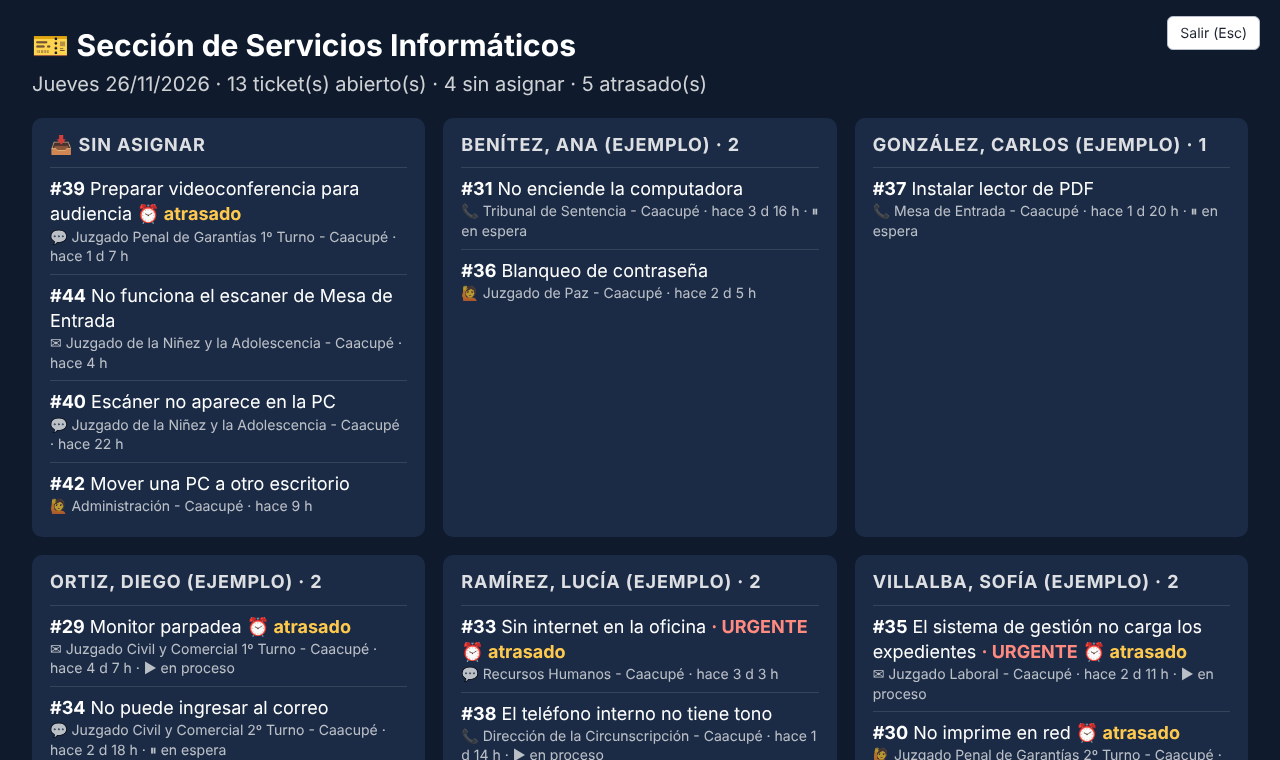 🎫 Sección de Servicios Informáticos
Salir (Esc)
Jueves 26/11/2026 · 13 ticket(s) abierto(s) · 4 sin asignar · 5 atrasado(s)
📥 SIN ASIGNAR
#39 Preparar videoconferencia para
audiencia ⏰ atrasado
💬 Juzgado Penal de Garantías 1º Turno - Caacupé ·
hace 1 d 7 h
#44 No funciona el escaner de Mesa de
Entrada
✉ Juzgado de la Niñez y la Adolescencia - Caacupé ·
hace 4 h
#40 Escáner no aparece en la PC
💬 Juzgado de la Niñez y la Adolescencia - Caacupé
· hace 22 h
#42 Mover una PC a otro escritorio
🙋 Administración - Caacupé · hace 9 h
BENÍTEZ, ANA (EJEMPLO) · 2
#31 No enciende la computadora
📞 Tribunal de Sentencia - Caacupé · hace 3 d 16 h · ⏸
en espera
#36 Blanqueo de contraseña
🙋 Juzgado de Paz - Caacupé · hace 2 d 5 h
GONZÁLEZ, CARLOS (EJEMPLO) · 1
#37 Instalar lector de PDF
📞 Mesa de Entrada - Caacupé · hace 1 d 20 h · ⏸ en
espera
ORTIZ, DIEGO (EJEMPLO) · 2
#29 Monitor parpadea ⏰ atrasado
✉ Juzgado Civil y Comercial 1º Turno - Caacupé ·
hace 4 d 7 h · ▶ en proceso
#34 No puede ingresar al correo
💬 Juzgado Civil y Comercial 2º Turno - Caacupé ·
hace 2 d 18 h · ⏸ en espera
RAMÍREZ, LUCÍA (EJEMPLO) · 2
#33 Sin internet en la oficina · URGENTE
⏰ atrasado
💬 Recursos Humanos - Caacupé · hace 3 d 3 h
#38 El teléfono interno no tiene tono
📞 Dirección de la Circunscripción - Caacupé · hace 1
d 14 h · ▶ en proceso
VILLALBA, SOFÍA (EJEMPLO) · 2
#35 El sistema de gestión no carga los
expedientes · URGENTE ⏰ atrasado
✉ Juzgado Laboral - Caacupé · hace 2 d 11 h · ▶ en
proceso
#30 No imprime en red ⏰ atrasado
🙋 Juzgado Penal de Garantías 2º Turno - Caacupé ·